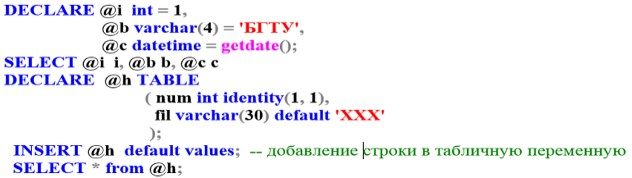 DECLARE @i int = 1,
@b varchar(4) = 'БГТУ',
@c datetime = getdate();
SELECT @i i, @b b, @c c
DECLARE @h TABLE
( num int identity(1, 1),
fil varchar(30) default 'XXX'
);
INSERT @h default values; -- добавление строки в табличную переменную
SELECT * from @h;